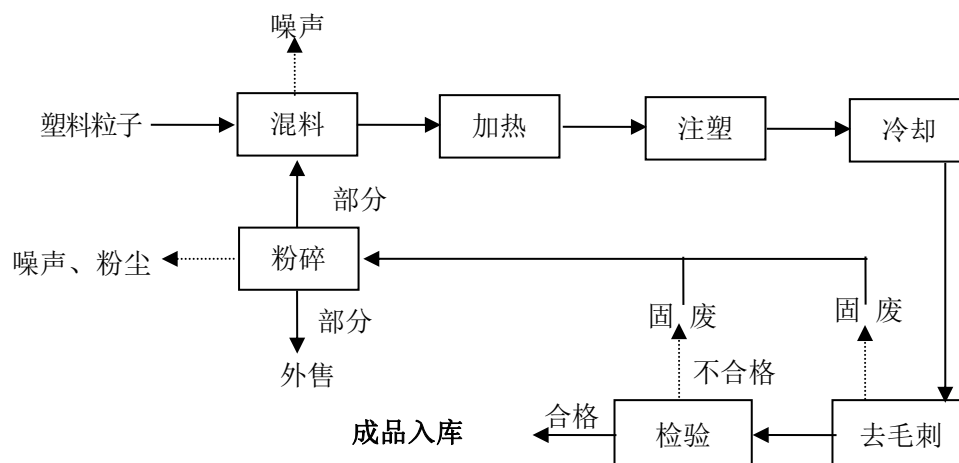 噪声
塑料粒子
混料
加热
注塑
冷却
部分
噪声、粉尘
粉碎
部分
外售
固 废
固 废
不合格
成品入库
合格
检验
去毛刺